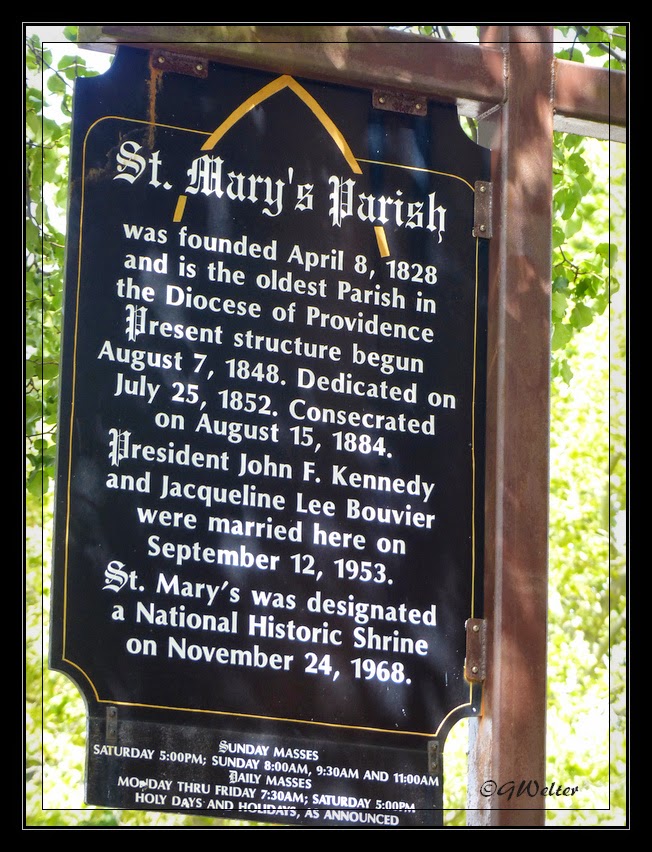 St. Mary's Parish
was founded April 8, 1828
and is the oldest Parish in
the Diocese of Providence
Present structure begun
August 7, 1848. Dedicated on
July 25, 1852. Consecrated
on August 15, 1884.
President John F. Kennedy
and Jacqueline Lee Bouvier
were married here on
September 12, 1953.
St. Mary's was designated
a National Historic Shrine
on November 24, 1968.
SUNDAY MASSES
SATURDAY 5:00PM; SUNDAY 8:00AM, 9:30AM AND 11:00AM
DAILY MASSES
MONDAY THRU FRIDAY 7:30AM; SATURDAY 5:00PM
HOLY DAYS AND HOLIDAYS, AS ANNOUNCED
©GWelter